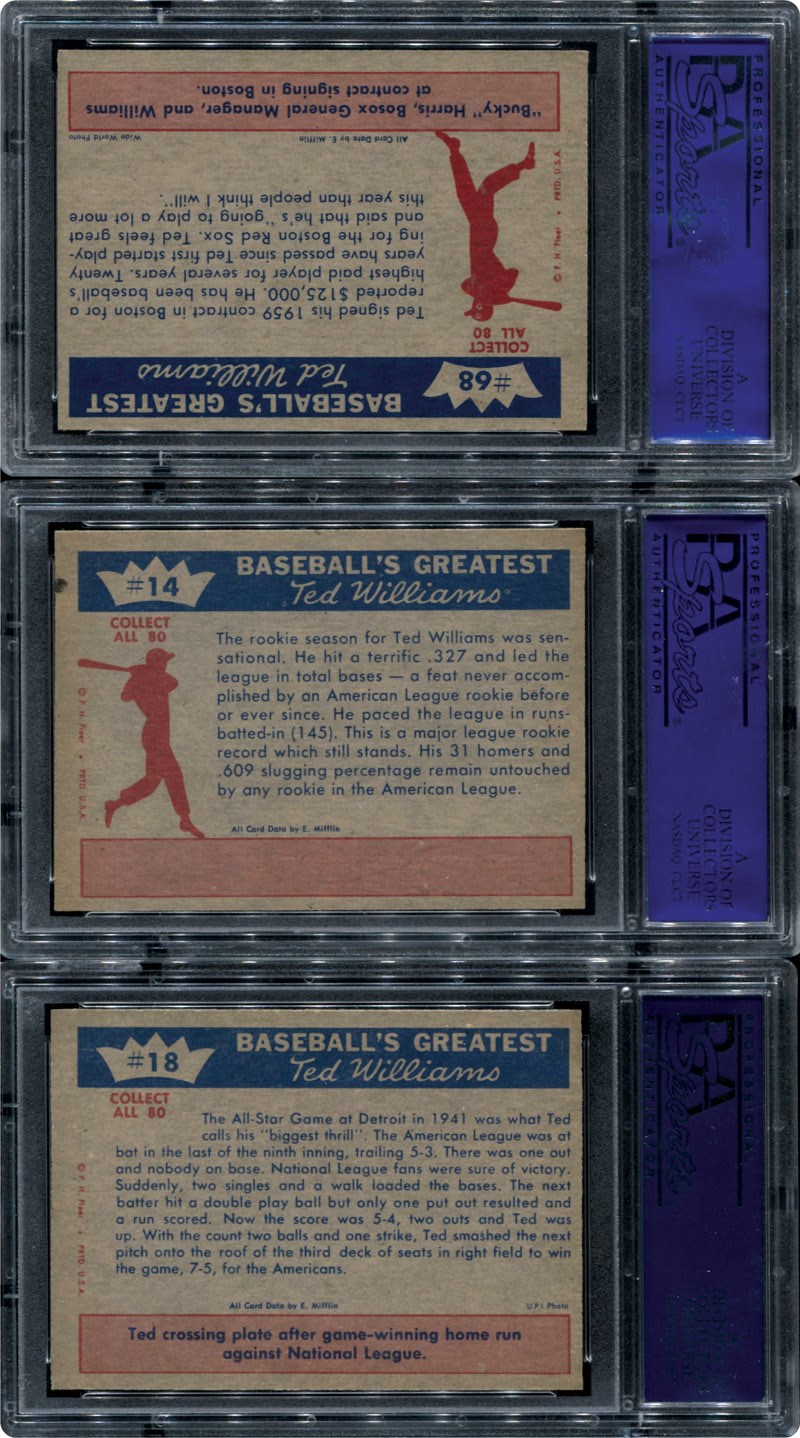 #68
BASEBALL'S GREATEST
Ted Williams
COLLECT
ALL 80
Ted signed his 1959 contract in Boston for a
reported $125,000. He has been baseball's
highest paid player for several years. Twenty
years have passed since Ted first started play-
ing for the Boston Red Sox. Ted feels great
and said that he's "going to play a lot more
this year than people think I will".
© F. H. Fleer • PRTD. U.S.A.
All Card Data by E. Mifflin
Wide World Photo
"Bucky" Harris, Bosox General Manager, and Williams
at contract signing in Boston.
PROFESSIONAL
PSA
Sports®
AUTHENTICATOR
A
DIVISION OF
COLLECTORS
UNIVERSE
NASDAQ: CLCT
#14
BASEBALL'S GREATEST
Ted Williams
COLLECT
ALL 80
The rookie season for Ted Williams was sen-
sational. He hit a terrific .327 and led the
league in total bases — a feat never accom-
plished by an American League rookie before
or ever since. He paced the league in runs-
batted-in (145). This is a major league rookie
record which still stands. His 31 homers and
.609 slugging percentage remain untouched
by any rookie in the American League.
© F. H. Fleer • PRTD. U.S.A.
All Card Data by E. Mifflin
PROFESSIONAL
PSA
Sports®
AUTHENTICATOR
A
DIVISION OF
COLLECTORS
UNIVERSE
NASDAQ: CLCT
#18
BASEBALL'S GREATEST
Ted Williams
COLLECT
ALL 80
The All-Star Game at Detroit in 1941 was what Ted
calls his "biggest thrill". The American League was at
bat in the last of the ninth inning, trailing 5-3. There was one out
and nobody on base. National League fans were sure of victory.
Suddenly, two singles and a walk loaded the bases. The next
batter hit a double play ball but only one put out resulted and
a run scored. Now the score was 5-4, two outs and Ted was
up. With the count two balls and one strike, Ted smashed the next
pitch onto the roof of the third deck of seats in right field to win
the game, 7-5, for the Americans.
© F. H. Fleer • PRTD. U.S.A.
All Card Data by E. Mifflin
UPI Photo
Ted crossing plate after game-winning home run
against National League.
PROFESSIONAL
PSA
Sports
AUTHENTICATOR